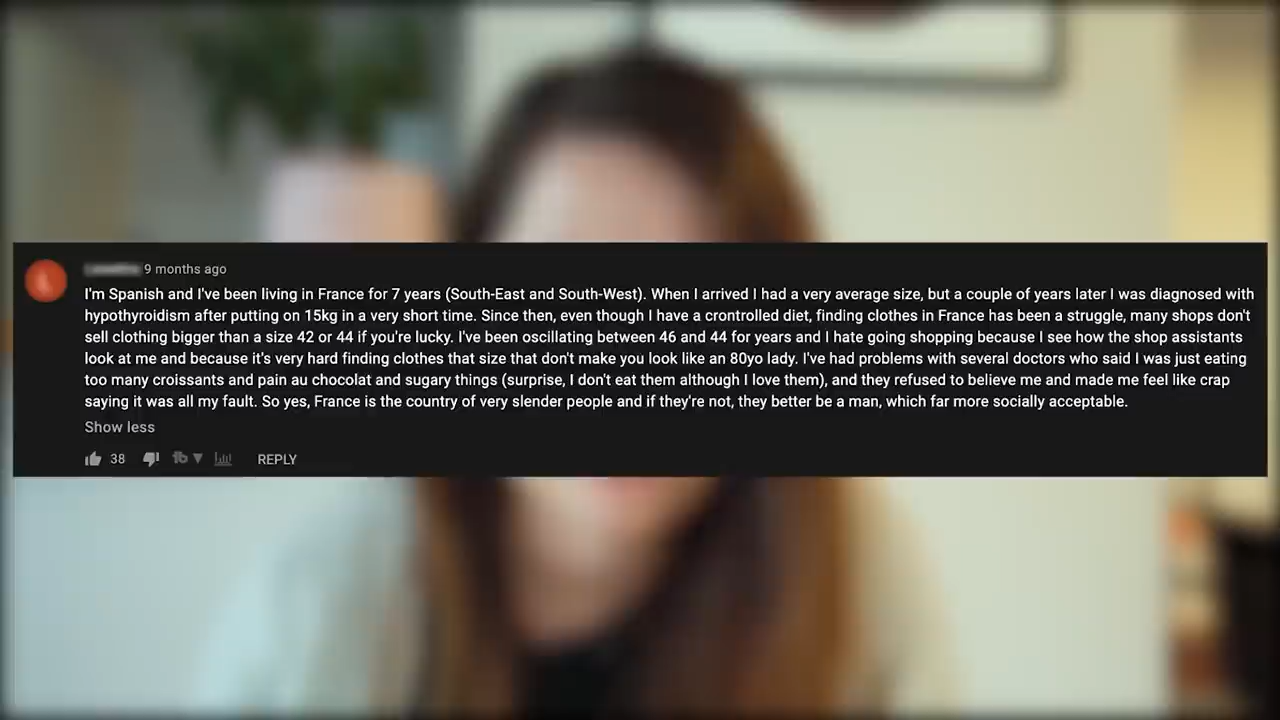 9 months ago
I'm Spanish and I've been living in France for 7 years (South-East and South-West). When I arrived I had a very average size, but a couple of years later I was diagnosed with
hypothyroidism after putting on 15kg in a very short time. Since then, even though I have a crontrolled diet, finding clothes in France has been a struggle, many shops don't
sell clothing bigger than a size 42 or 44 if you're lucky. I've been oscillating between 46 and 44 for years and I hate going shopping because I see how the shop assistants
look at me and because it's very hard finding clothes that size that don't make you look like an 80yo lady. I've had problems with several doctors who said I was just eating
too many croissants and pain au chocolat and sugary things (surprise, I don't eat them although I love them), and they refused to believe me and made me feel like crap
saying it was all my fault. So yes, France is the country of very slender people and if they're not, they better be a man, which far more socially acceptable.
Show less
38 REPLY